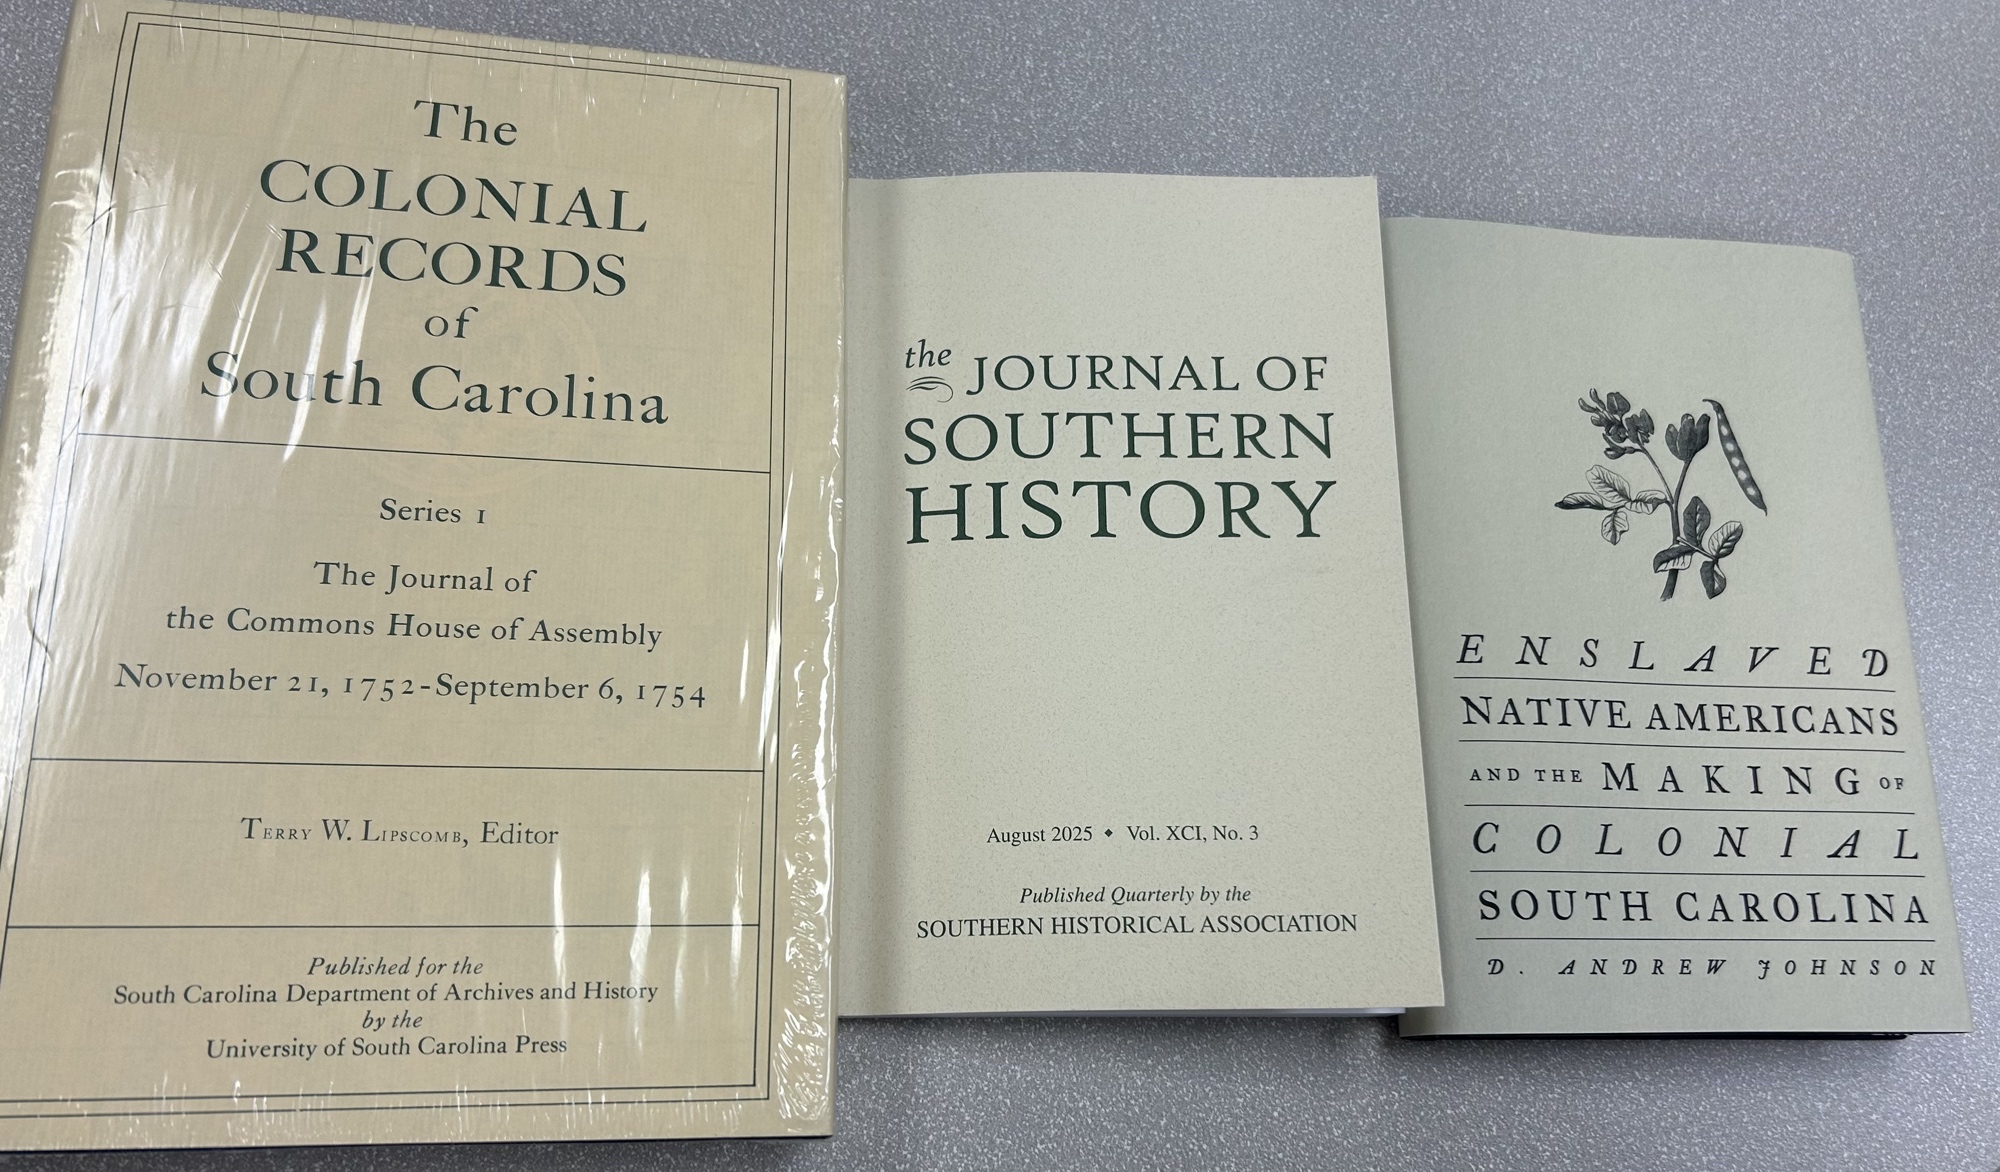 The
COLONIAL
RECORDS
of
South Carolina
Series 1
The Journal of
the Commons House of Assembly
November 21, 1752-September 6, 1754
Terry W. Lipscomb, Editor
Published for the
South Carolina Department of Archives and History
by the
University of South Carolina Press
the JOURNAL OF
SOUTHERN
HISTORY
August 2025 ◆ Vol. XCI, No. 3
Published Quarterly by the
SOUTHERN HISTORICAL ASSOCIATION
ENSLAVED
NATIVE AMERICANS
AND THE MAKING OF
COLONIAL
SOUTH CAROLINA
D. ANDREW JOHNSON